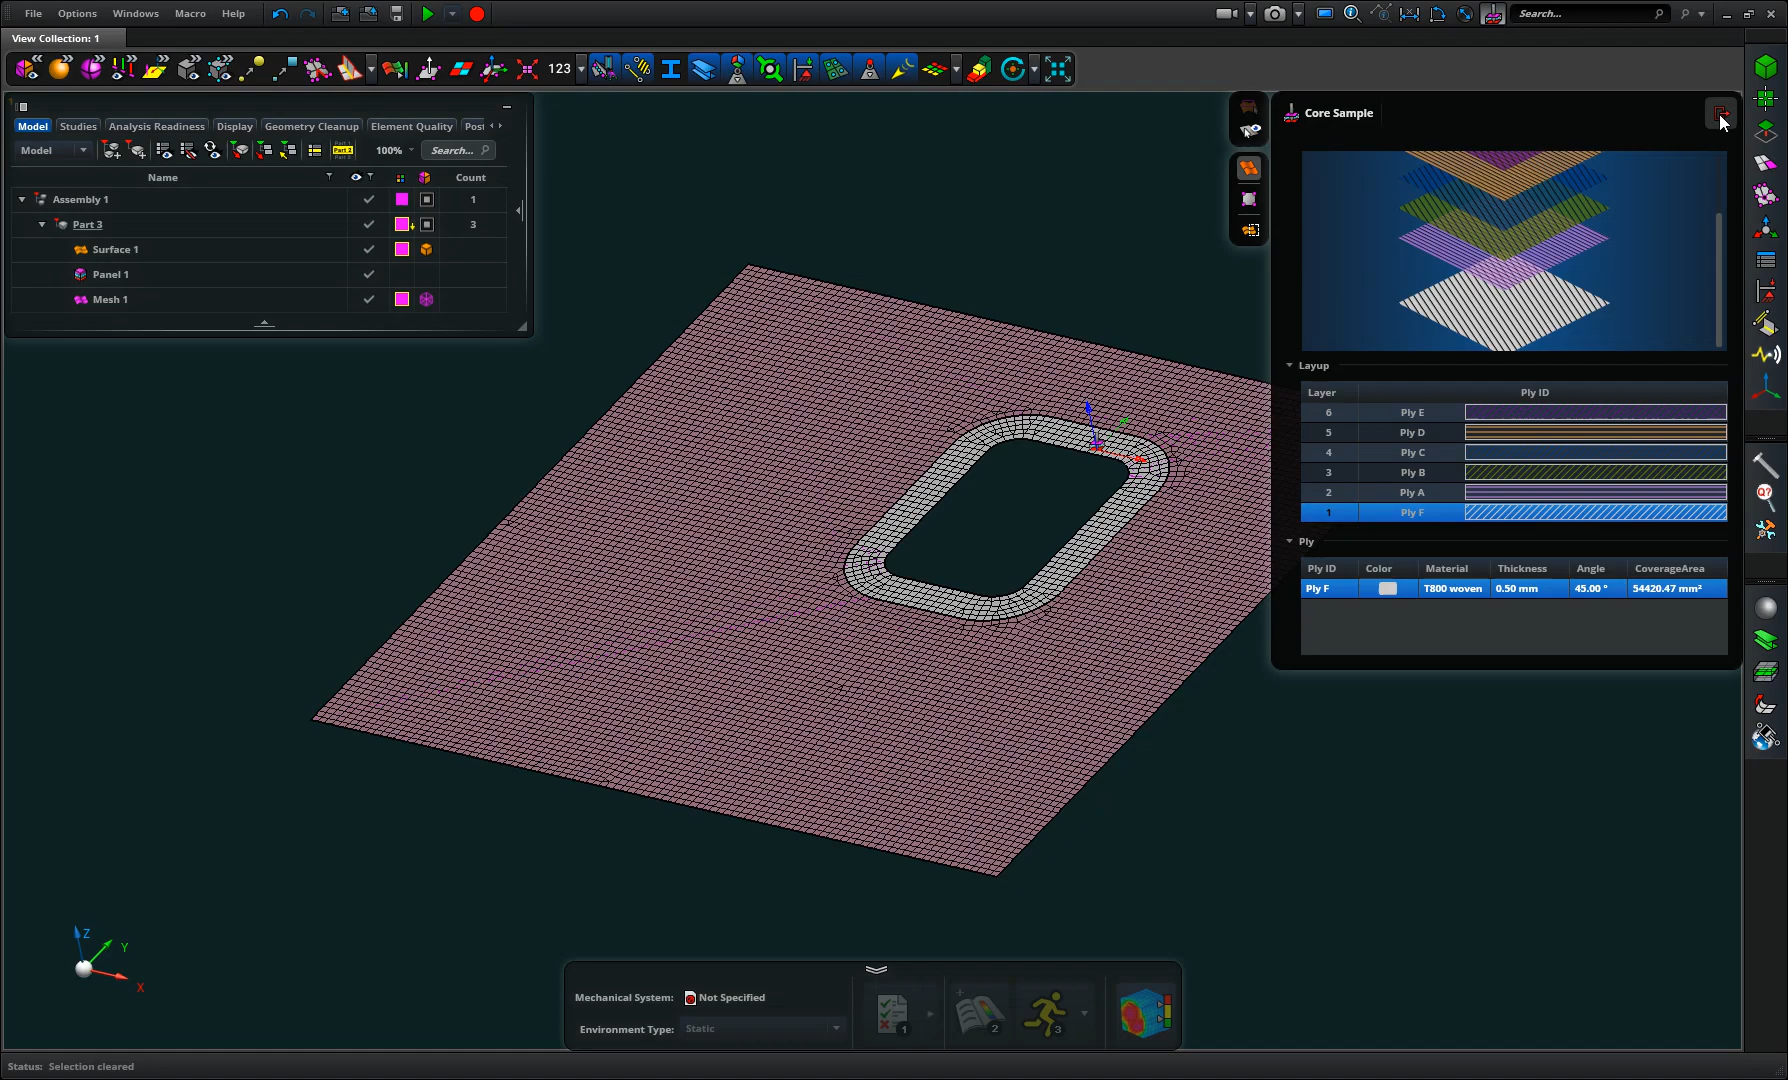 File Options Windows Macro Help Search...
View Collection: 1
123
Model Studies Analysis Readiness Display Geometry Cleanup Element Quality Post
Model 100% Search...
Name Count
Assembly 1 1
Part 3 3
Surface 1
Panel 1
Mesh 1
Core Sample
Layup
Layer Ply ID
6 Ply E
5 Ply D
4 Ply C
3 Ply B
2 Ply A
1 Ply F
Ply
Ply ID Color Material Thickness Angle CoverageArea
Ply F T800 woven 0.50 mm 45.00 ° 54420.47 mm²
Z
Y
X
Mechanical System: Not Specified
Environment Type: Static
1 2 3
Status: Selection cleared